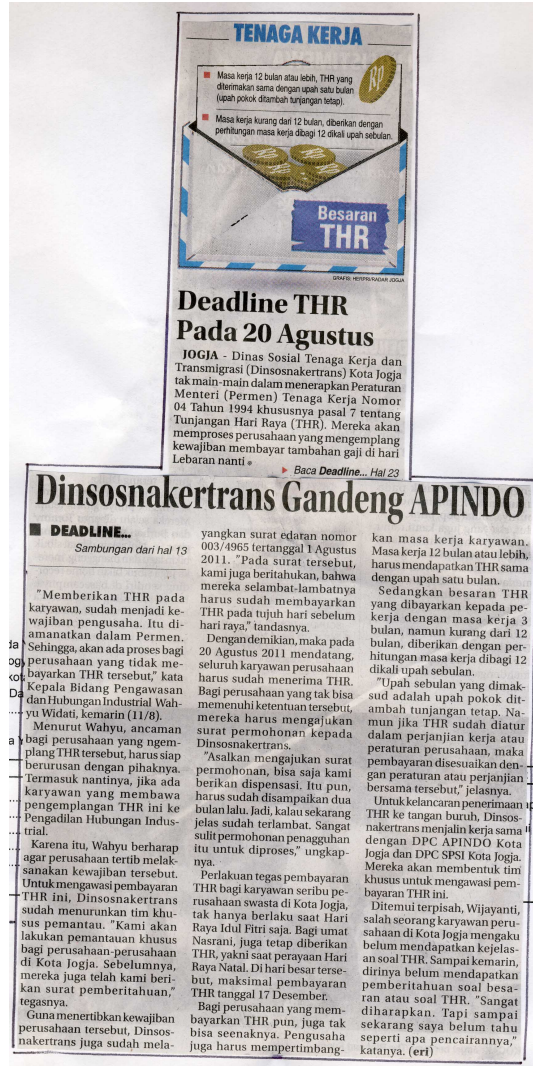 TENAGA KERJA
Masa kerja 12 bulan atau lebih, THR yang
diterimakan sama dengan upah satu bulan
(upah pokok ditambah tunjangan tetap).
Masa kerja kurang dari 12 bulan, diberikan dengan
perhitungan masa kerja dibagi 12 dikali upah sebulan.
Rp
Besaran
THR
GRAFIS: HERPRI/RADAR JOGJA
Deadline THR
Pada 20 Agustus
JOGJA - Dinas Sosial Tenaga Kerja dan
Transmigrasi (Dinsosnakertrans) Kota Jogja
tak main-main dalam menerapkan Peraturan
Menteri (Permen) Tenaga Kerja Nomor
04 Tahun 1994 khususnya pasal 7 tentang
Tunjangan Hari Raya (THR). Mereka akan
memproses perusahaan yang mengemplang
kewajiban membayar tambahan gaji di hari
Lebaran nanti
Baca Deadline... Hal 23
Dinsosnakertrans Gandeng APINDO
DEADLINE...
Sambungan dari hal 13
"Memberikan THR pada
karyawan, sudah menjadi ke-
wajiban pengusaha. Itu di-
amanatkan dalam Permen.
Sehingga, akan ada proses bagi
perusahaan yang tidak me-
bayarkan THR tersebut," kata
Kepala Bidang Pengawasan
dan Hubungan Industrial Wah-
yu Widati, kemarin (11/8).
Menurut Wahyu, ancaman
bagi perusahaan yang ngem-
plang THR tersebut, harus siap
berurusan dengan pihaknya.
Termasuk nantinya, jika ada
karyawan yang membawa
pengemplangan THR ini ke
Pengadilan Hubungan Indus-
trial.
Karena itu, Wahyu berharap
agar perusahaan tertib melak-
sanakan kewajiban tersebut.
Untuk mengawasi pembayaran
THR ini, Dinsosnakertrans
sudah menurunkan tim khu-
sus pemantau. "Kami akan
lakukan pemantauan khusus
bagi perusahaan-perusahaan
di Kota Jogja. Sebelumnya,
mereka juga telah kami beri-
kan surat pemberitahuan,"
tegasnya.
Guna menertibkan kewajiban
perusahaan tersebut, Dinsos-
nakertrans juga sudah mela-
yangkan surat edaran nomor
003/4965 tertanggal 1 Agustus
2011. "Pada surat tersebut,
kami juga beritahukan, bahwa
mereka selambat-lambatnya
harus sudah membayarkan
THR pada tujuh hari sebelum
hari raya," tandasnya.
Dengan demikian, maka pada
20 Agustus 2011 mendatang,
seluruh karyawan perusahaan
harus sudah menerima THR.
Bagi perusahaan yang tak bisa
memenuhi ketentuan tersebut,
mereka harus mengajukan
surat permohonan kepada
Dinsosnakertrans.
"Asalkan mengajukan surat
permohonan, bisa saja kami
berikan dispensasi. Itu pun,
harus sudah disampaikan dua
bulan lalu. Jadi, kalau sekarang
jelas sudah terlambat. Sangat
sulit permohonan penagguhan
itu untuk diproses," ungkap-
nya.
Perlakuan tegas pembayaran
THR bagi karyawan seribu pe-
rusahaan swasta di Kota Jogja,
tak hanya berlaku saat Hari
Raya Idul Fitri saja. Bagi umat
Nasrani, juga tetap diberikan
THR, yakni saat perayaan Hari
Raya Natal. Di hari besar terse-
but, maksimal pembayaran
THR tanggal 17 Desember.
Bagi perusahaan yang mem-
bayarkan THR pun, juga tak
bisa seenaknya. Pengusaha
juga harus mempertimbang-
kan masa kerja karyawan.
Masa kerja 12 bulan atau lebih,
harus mendapatkan THR sama
dengan upah satu bulan.
Sedangkan besaran THR
yang dibayarkan kepada pe-
kerja dengan masa kerja 3
bulan, namun kurang dari 12
bulan, diberikan dengan per-
hitungan masa kerja dibagi 12
dikali upah sebulan.
"Upah sebulan yang dimak-
sud adalah upah pokok dit-
ambah tunjangan tetap. Na-
mun jika THR sudah diatur
dalam perjanjian kerja atau
peraturan perusahaan, maka
pembayaran disesuaikan den-
gan peraturan atau perjanjian
bersama tersebut," jelasnya.
Untuk kelancaran penerimaan
THR ke tangan buruh, Dinsos-
nakertrans menjalin kerja sama
dengan DPC APINDO Kota
Jogja dan DPC SPSI Kota Jogja.
Mereka akan membentuk tim
khusus untuk mengawasi pem-
bayaran THR ini.
Ditemui terpisah, Wijayanti,
salah seorang karyawan peru-
sahaan di Kota Jogja mengaku
belum mendapatkan kejelas-
an soal THR. Sampai kemarin,
dirinya belum mendapatkan
pemberitahuan soal besa-
ran atau soal THR. "Sangat
diharapkan. Tapi sampai
sekarang saya belum tahu
seperti apa pencairannya,"
katanya. (eri)